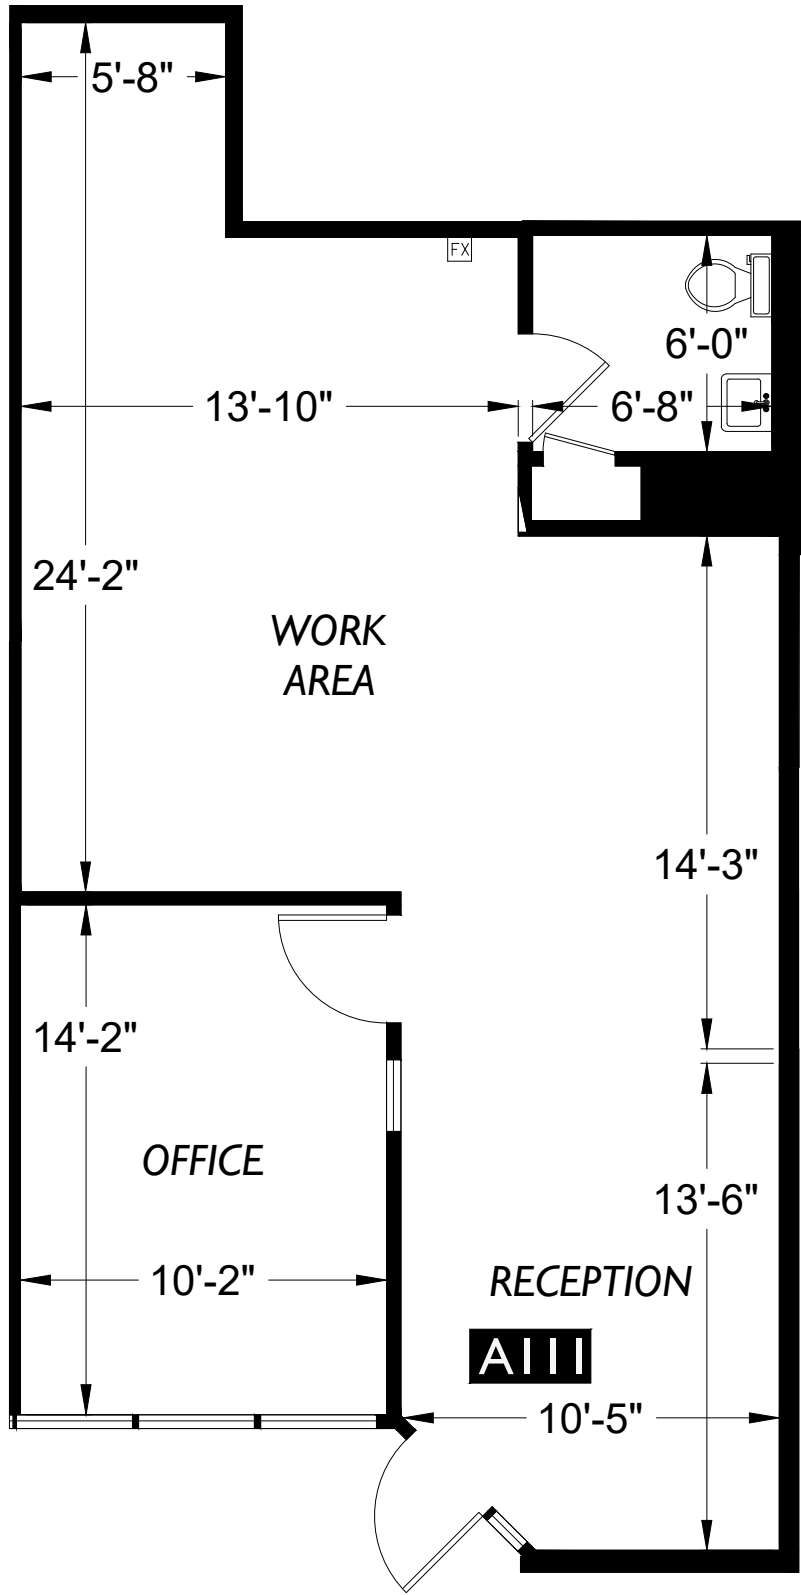 5'-8"
FX
6'-0"
13'-10"
6'-8"
24'-2"
WORK
AREA
14'-3"
14'-2"
OFFICE
13'-6"
10'-2"
RECEPTION
A111
10'-5"